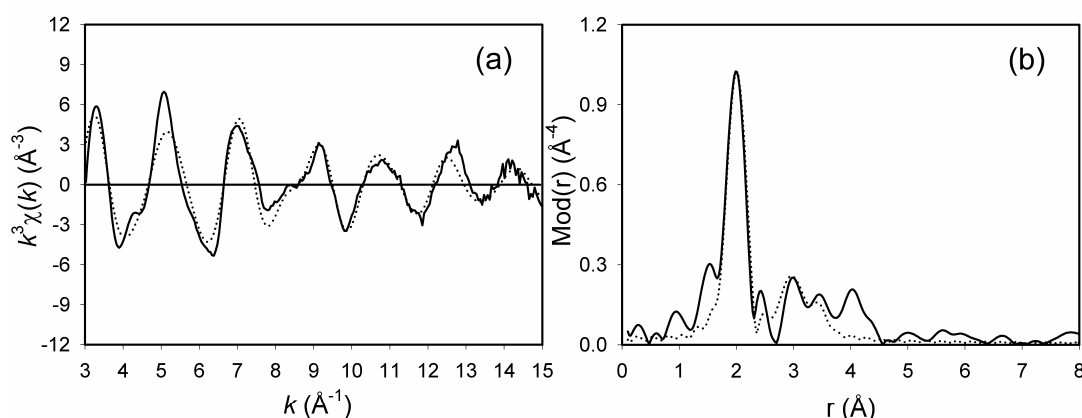 (a)
k³χ(k) (Å⁻³)
12
9
6
3
0
-3
-6
-9
-12
3 4 5 6 7 8 9 10 11 12 13 14 15
k (Å⁻¹)
(b)
Mod(r) (Å⁻⁴)
1.2
0.9
0.6
0.3
0.0
0 1 2 3 4 5 6 7 8
r (Å)